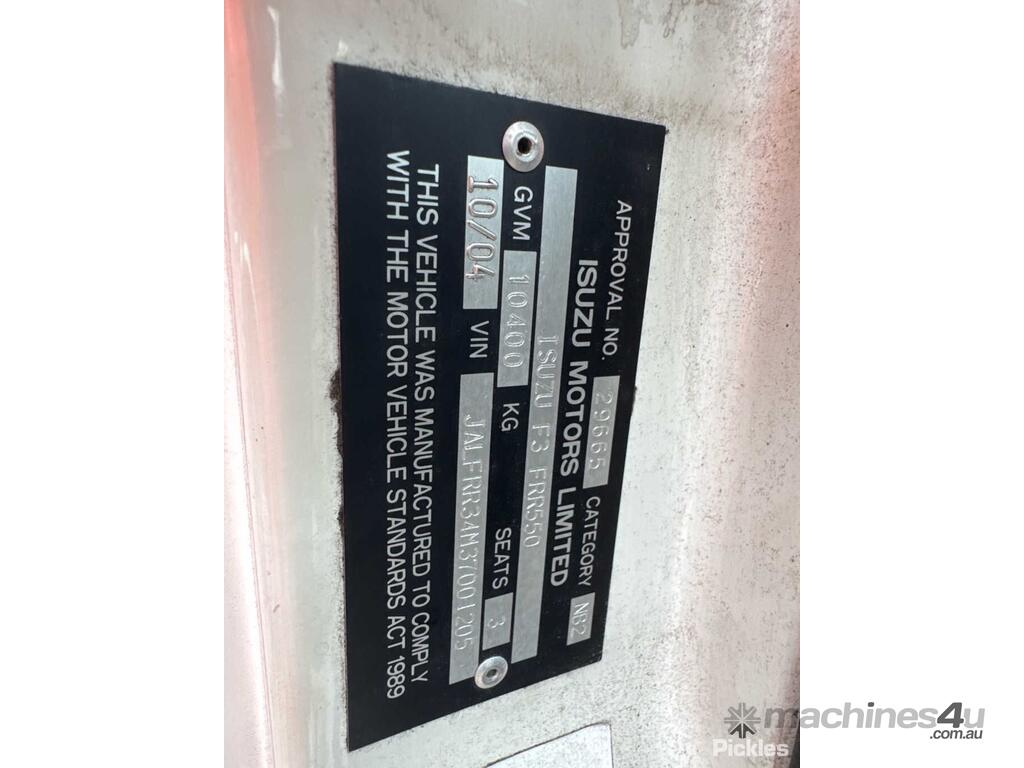 APPROVAL NO. 29665 CATEGORY NB2
ISUZU MOTORS LIMITED
ISUZU F3 FRR550
GVM 10400 KG SEATS 3
10/04 VIN JALFRR34M37001205
THIS VEHICLE WAS MANUFACTURED TO COMPLY
WITH THE MOTOR VEHICLE STANDARDS ACT 1989
machines4u
.com.au
Pickles